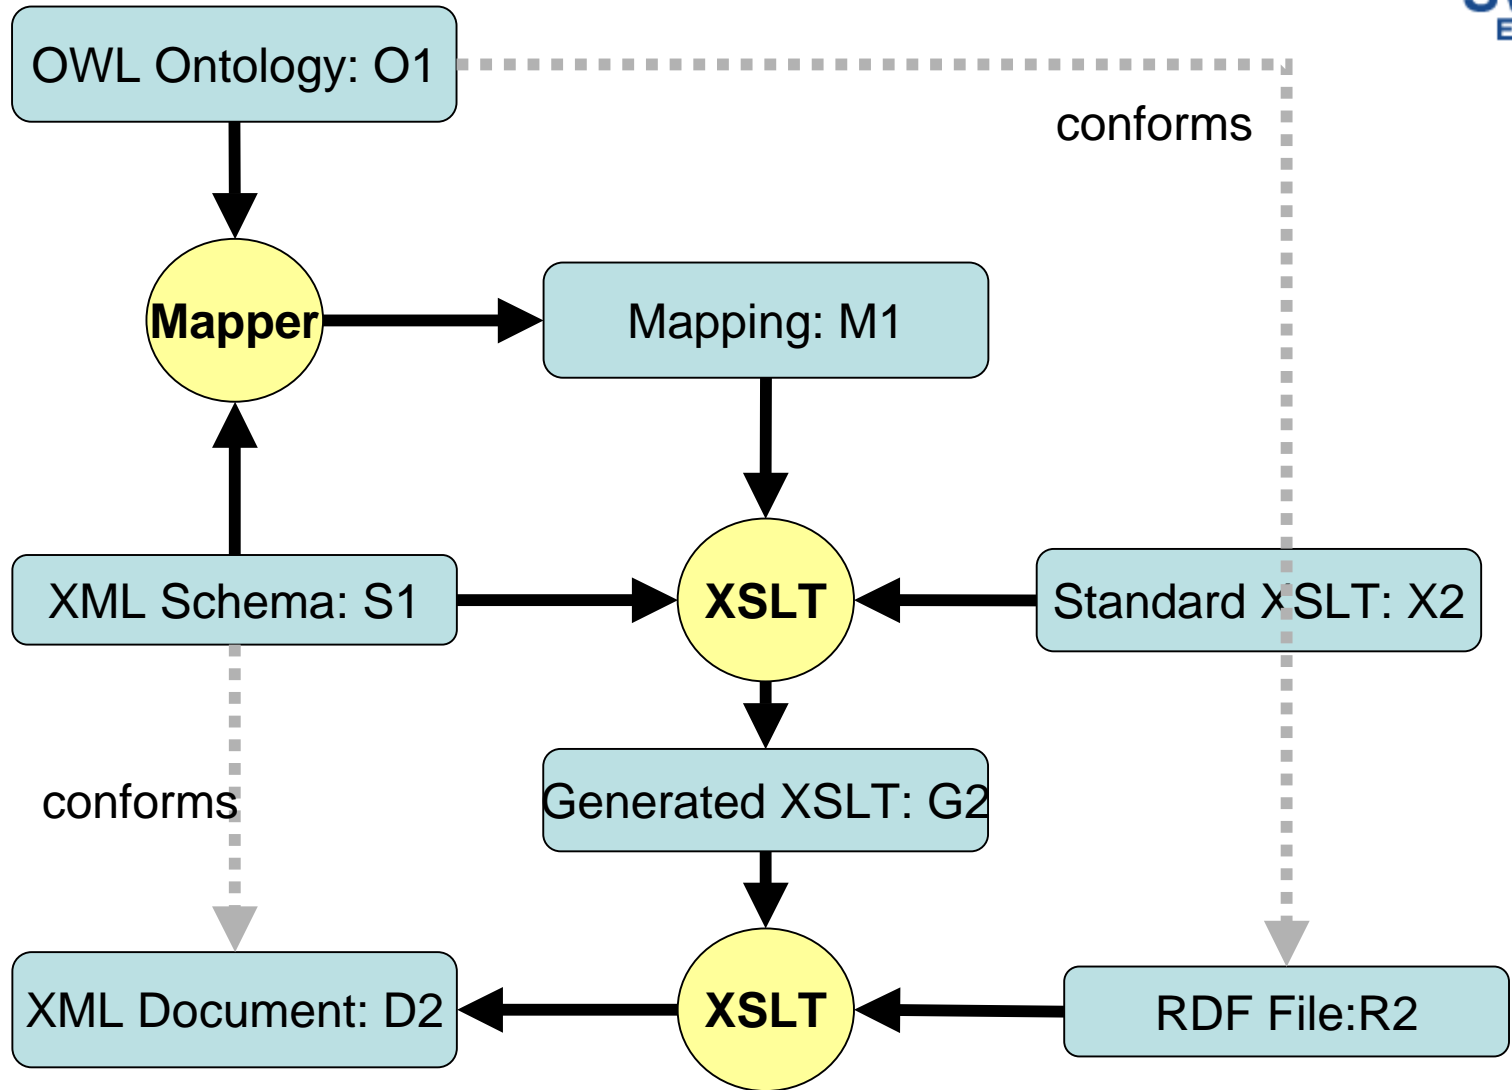 OWL Ontology: O1
conforms
Mapper
Mapping: M1
XML Schema: S1
XSLT
Standard XSLT: X2
conforms
Generated XSLT: G2
XML Document: D2
XSLT
RDF File:R2